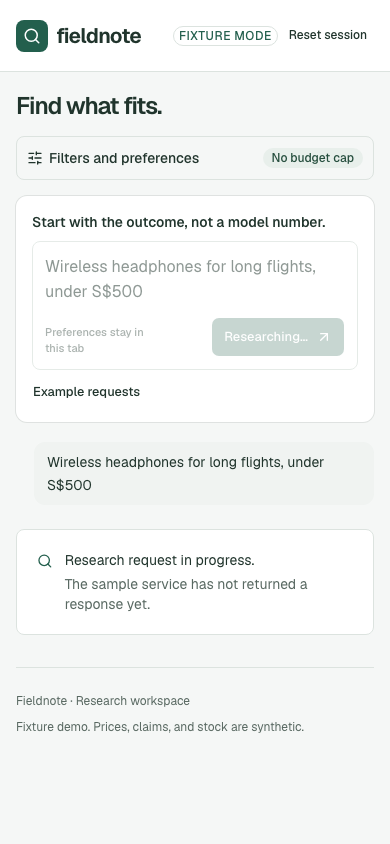 fieldnote
FIXTURE MODE
Reset session
Find what fits.
Filters and preferences
No budget cap
Start with the outcome, not a model number.
Wireless headphones for long flights,
under S$500
Preferences stay in
this tab
Researching...
Example requests
Wireless headphones for long flights, under
S$500
Research request in progress.
The sample service has not returned a
response yet.
Fieldnote · Research workspace
Fixture demo. Prices, claims, and stock are synthetic.